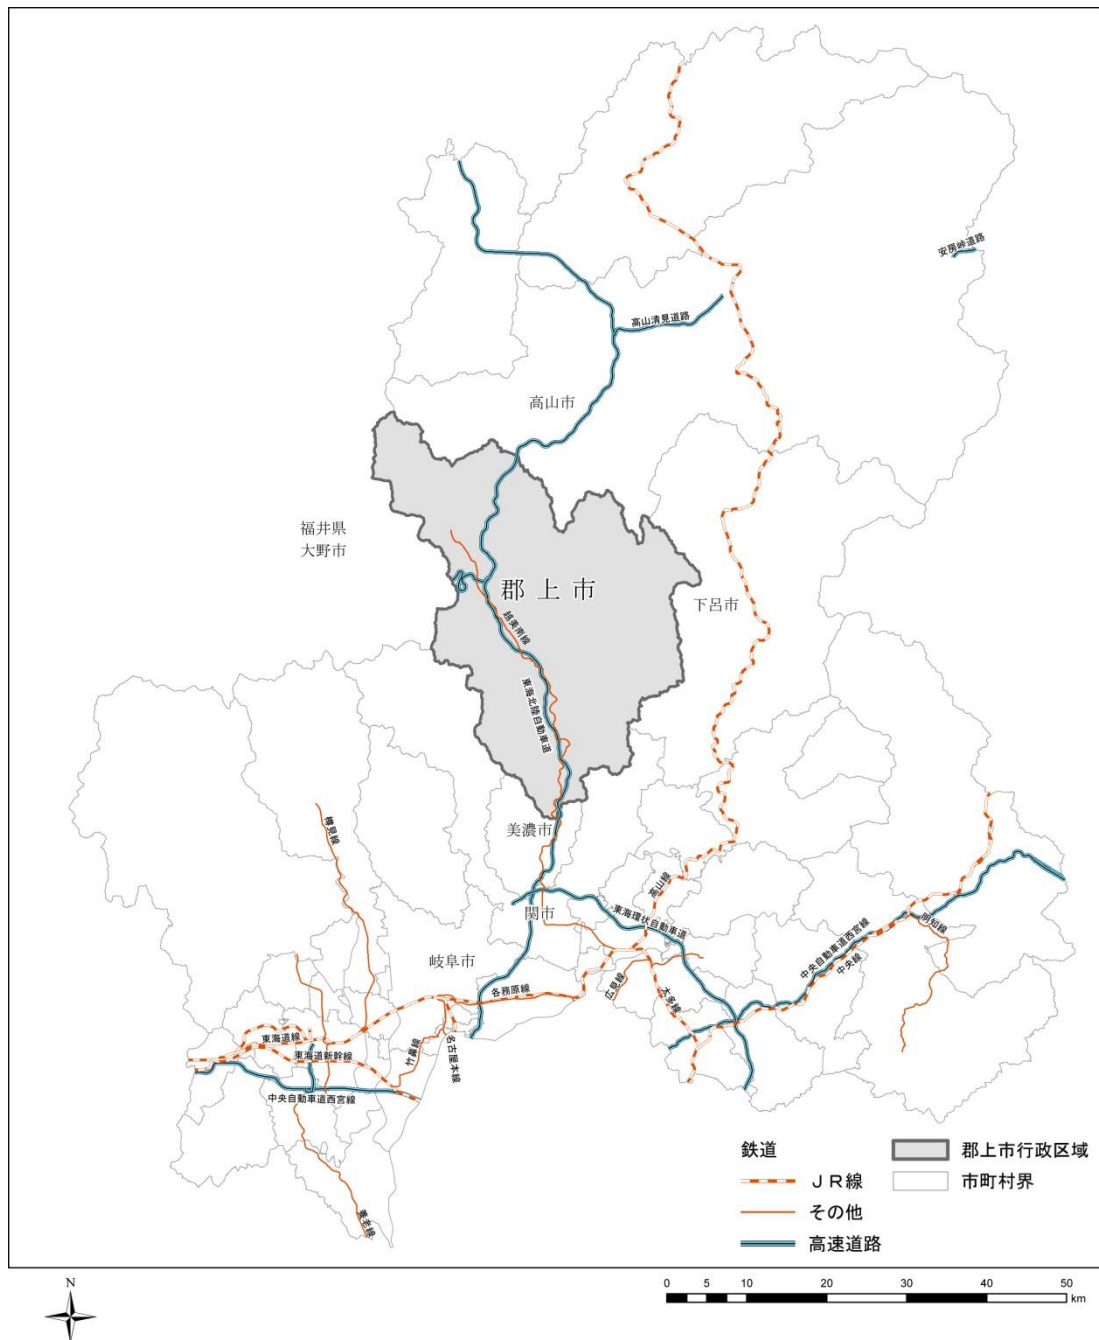 安房峠道路
高山清見道路
高山市
福井県
大野市
郡上市
下呂市
越美南線
東海北陸自動車道
美濃市
樽見線
高山線
関市
東海環状自動車道
中央自動車道西宮線
中央線
明知線
岐阜市
各務原線
広見線
太多線
東海道線
東海道新幹線
竹鼻線
名古屋本線
中央自動車道西宮線
養老線
鉄道
JR線
その他
高速道路
郡上市行政区域
市町村界
N
0 5 10 20 30 40 50
km